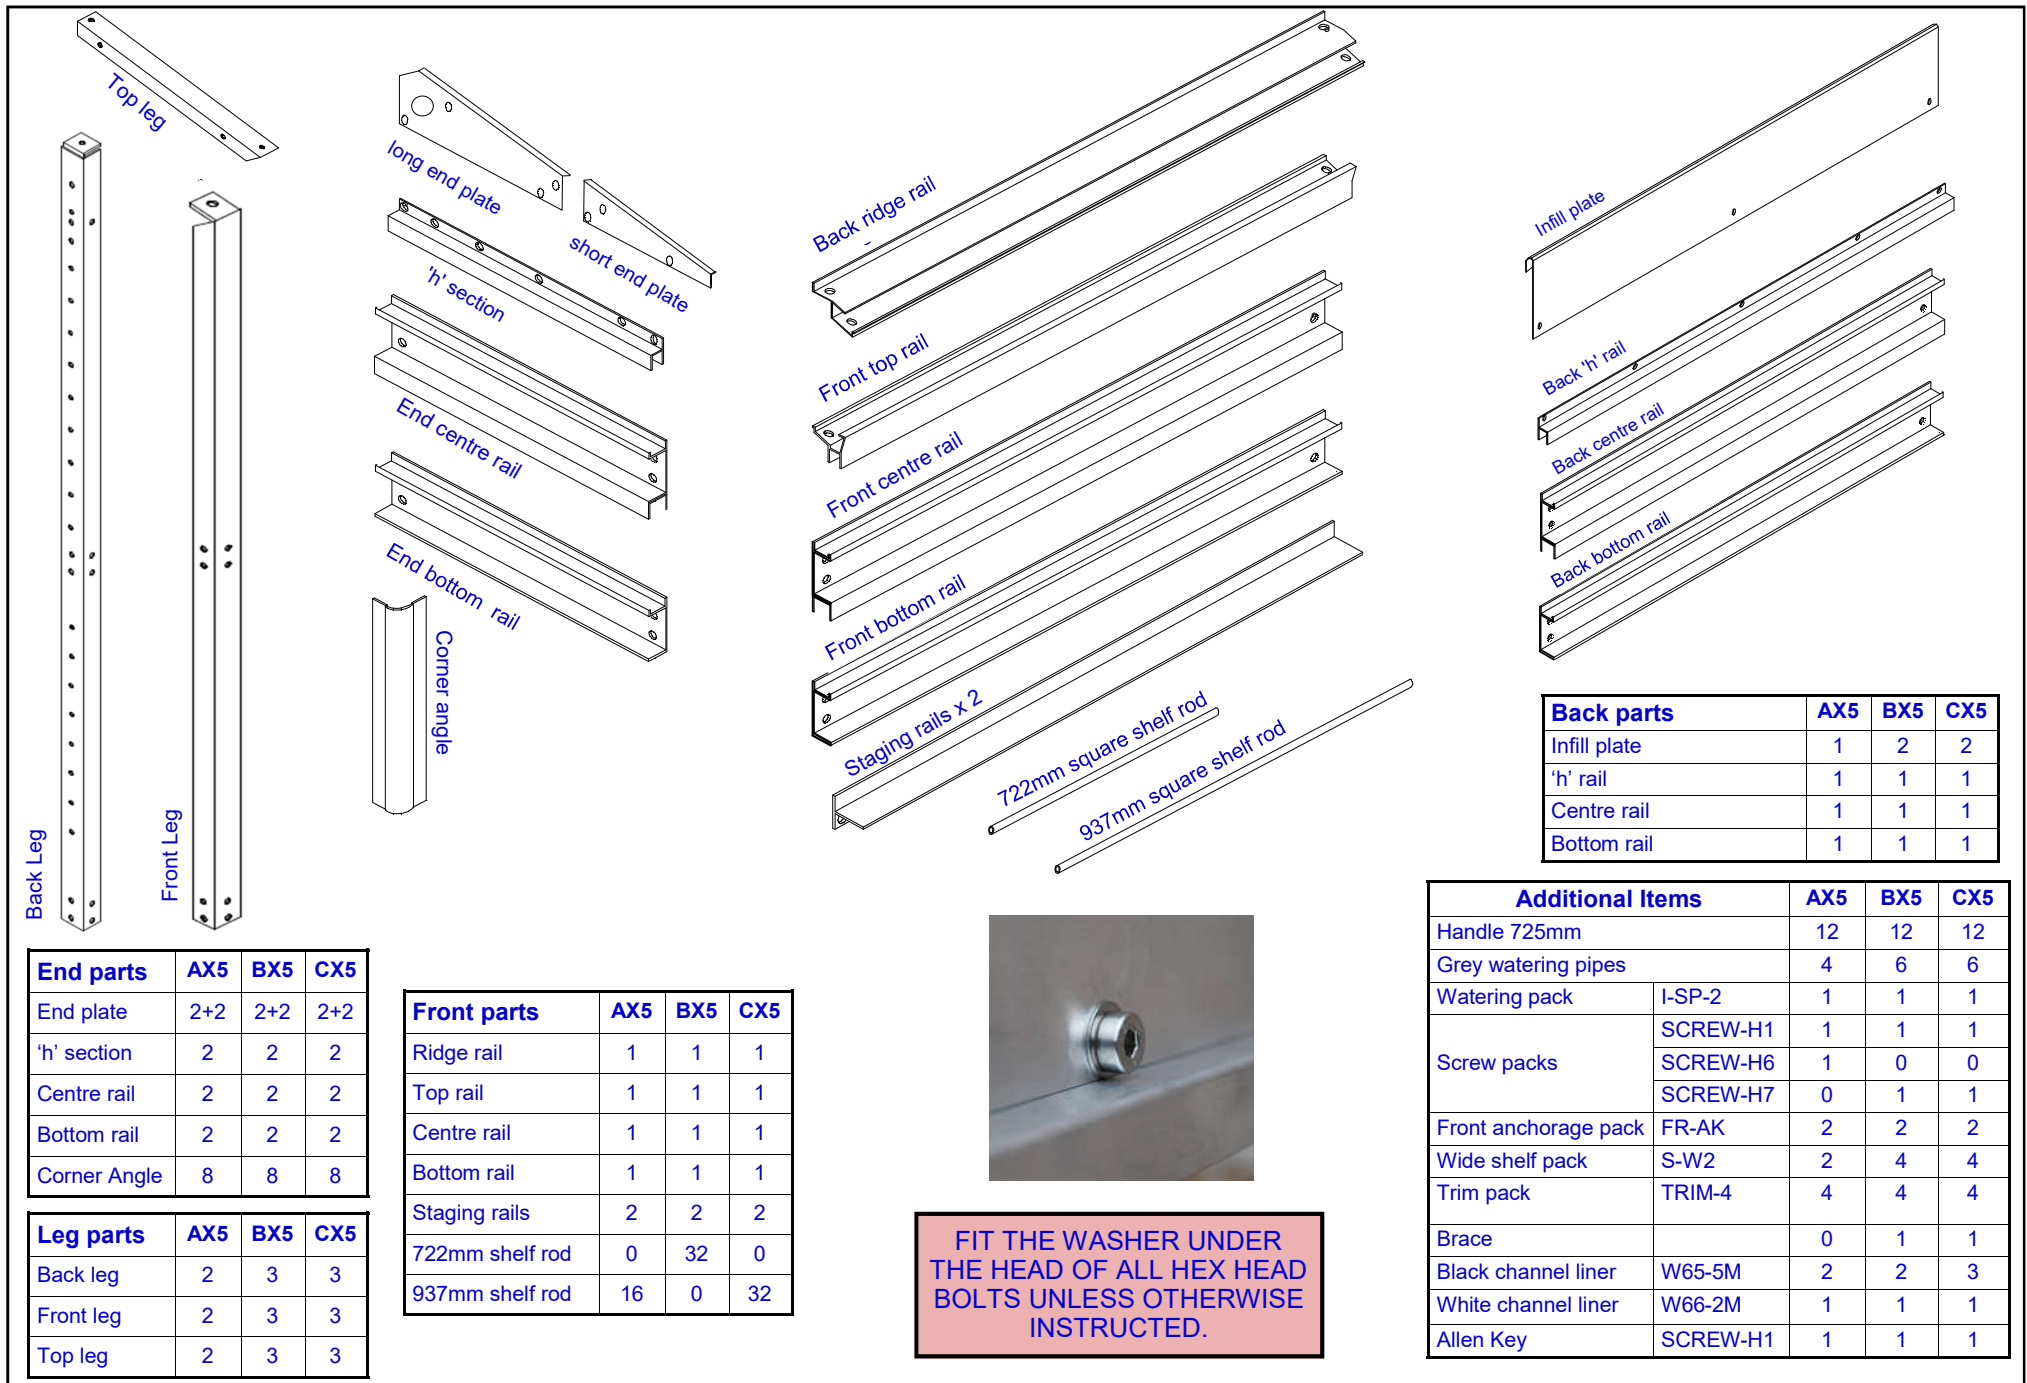 Top leg
long end plate
short end plate
'h' section
End centre rail
End bottom rail
Corner angle
Back Leg
Front Leg
Back ridge rail
Front top rail
Front centre rail
Front bottom rail
Staging rails x 2
722mm square shelf rod
937mm square shelf rod
Infill plate
Back 'h' rail
Back centre rail
Back bottom rail
Back parts AX5 BX5 CX5
Infill plate 1 2 2
‘h’ rail 1 1 1
Centre rail 1 1 1
Bottom rail 1 1 1
End parts AX5 BX5 CX5
End plate 2+2 2+2 2+2
‘h’ section 2 2 2
Centre rail 2 2 2
Bottom rail 2 2 2
Corner Angle 8 8 8
Leg parts AX5 BX5 CX5
Back leg 2 3 3
Front leg 2 3 3
Top leg 2 3 3
Front parts AX5 BX5 CX5
Ridge rail 1 1 1
Top rail 1 1 1
Centre rail 1 1 1
Bottom rail 1 1 1
Staging rails 2 2 2
722mm shelf rod 0 32 0
937mm shelf rod 16 0 32
FIT THE WASHER UNDER
THE HEAD OF ALL HEX HEAD
BOLTS UNLESS OTHERWISE
INSTRUCTED.
Additional Items AX5 BX5 CX5
Handle 725mm 12 12 12
Grey watering pipes 4 6 6
Watering pack I-SP-2 1 1 1
Screw packs SCREW-H1 1 1 1
SCREW-H6 1 0 0
SCREW-H7 0 1 1
Front anchorage pack FR-AK 2 2 2
Wide shelf pack S-W2 2 4 4
Trim pack TRIM-4 4 4 4
Brace 0 1 1
Black channel liner W65-5M 2 2 3
White channel liner W66-2M 1 1 1
Allen Key SCREW-H1 1 1 1